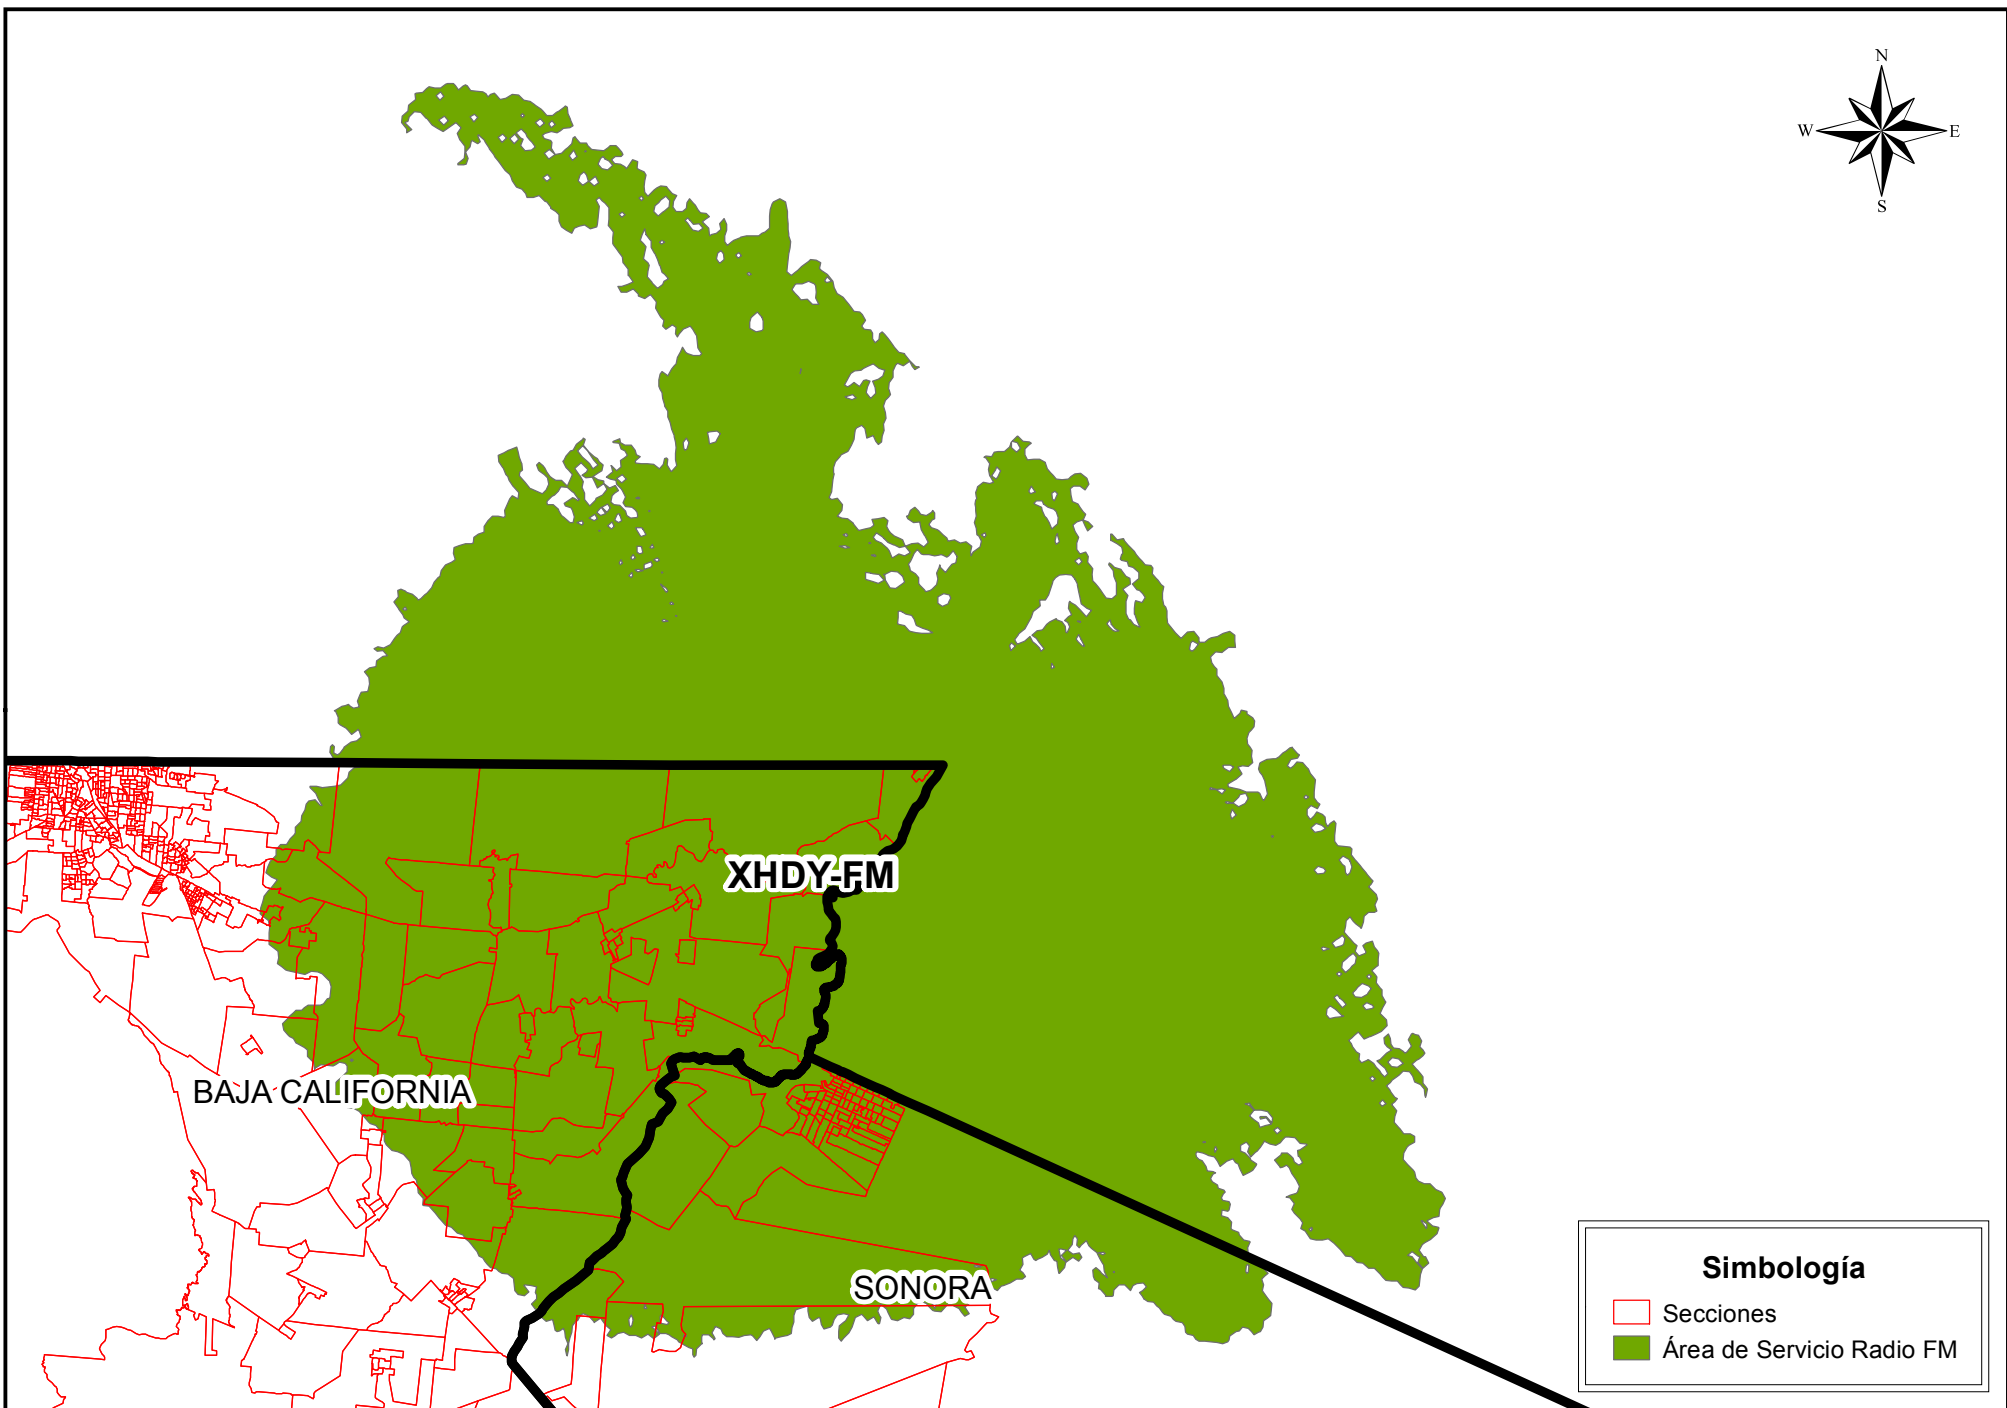 N
W
E
S
XHDY-FM
BAJA CALIFORNIA
SONORA
Simbología
Secciones
Área de Servicio Radio FM